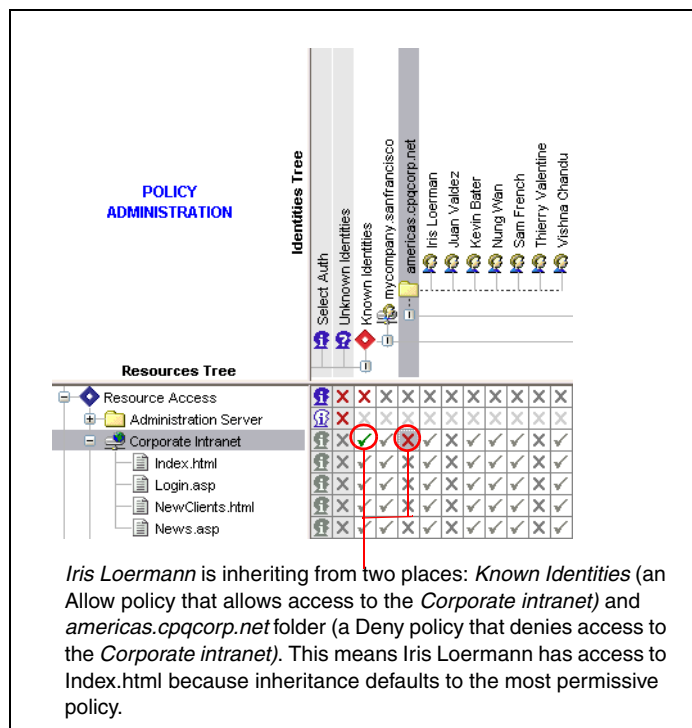 POLICY
ADMINISTRATION
Identities Tree
Select Auth
Unknown Identities
Known Identities
mycompany.sanfrancisco
americas.cpqcorp.net
Iris Loerman
Juan Valdez
Kevin Bater
Nung Wan
Sam French
Thierry Valentine
Vishna Chandu
Resources Tree
Resource Access
Administration Server
Corporate Intranet
Index.html
Login.asp
NewClients.html
News.asp
Iris Loermann is inheriting from two places: Known Identities (an
Allow policy that allows access to the Corporate intranet) and
americas.cpqcorp.net folder (a Deny policy that denies access to
the Corporate intranet). This means Iris Loermann has access to
Index.html because inheritance defaults to the most permissive
policy.